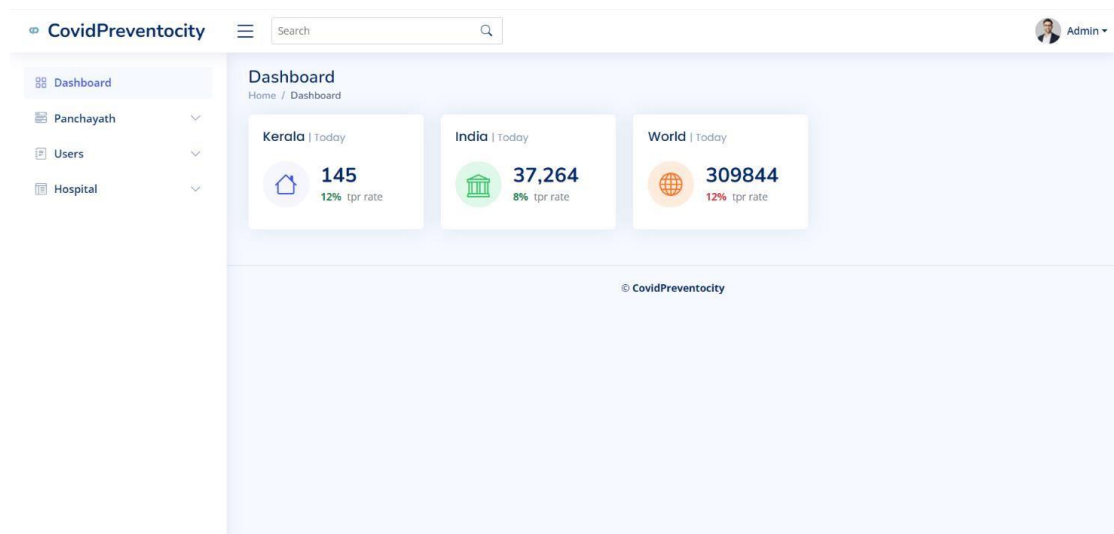 CovidPreventocity
Search
Admin
Dashboard
Panchayath
Users
Hospital
Dashboard
Home / Dashboard
Kerala | Today
145
12% tpr rate
India | Today
37,264
8% tpr rate
World | Today
309844
12% tpr rate
© CovidPreventocity